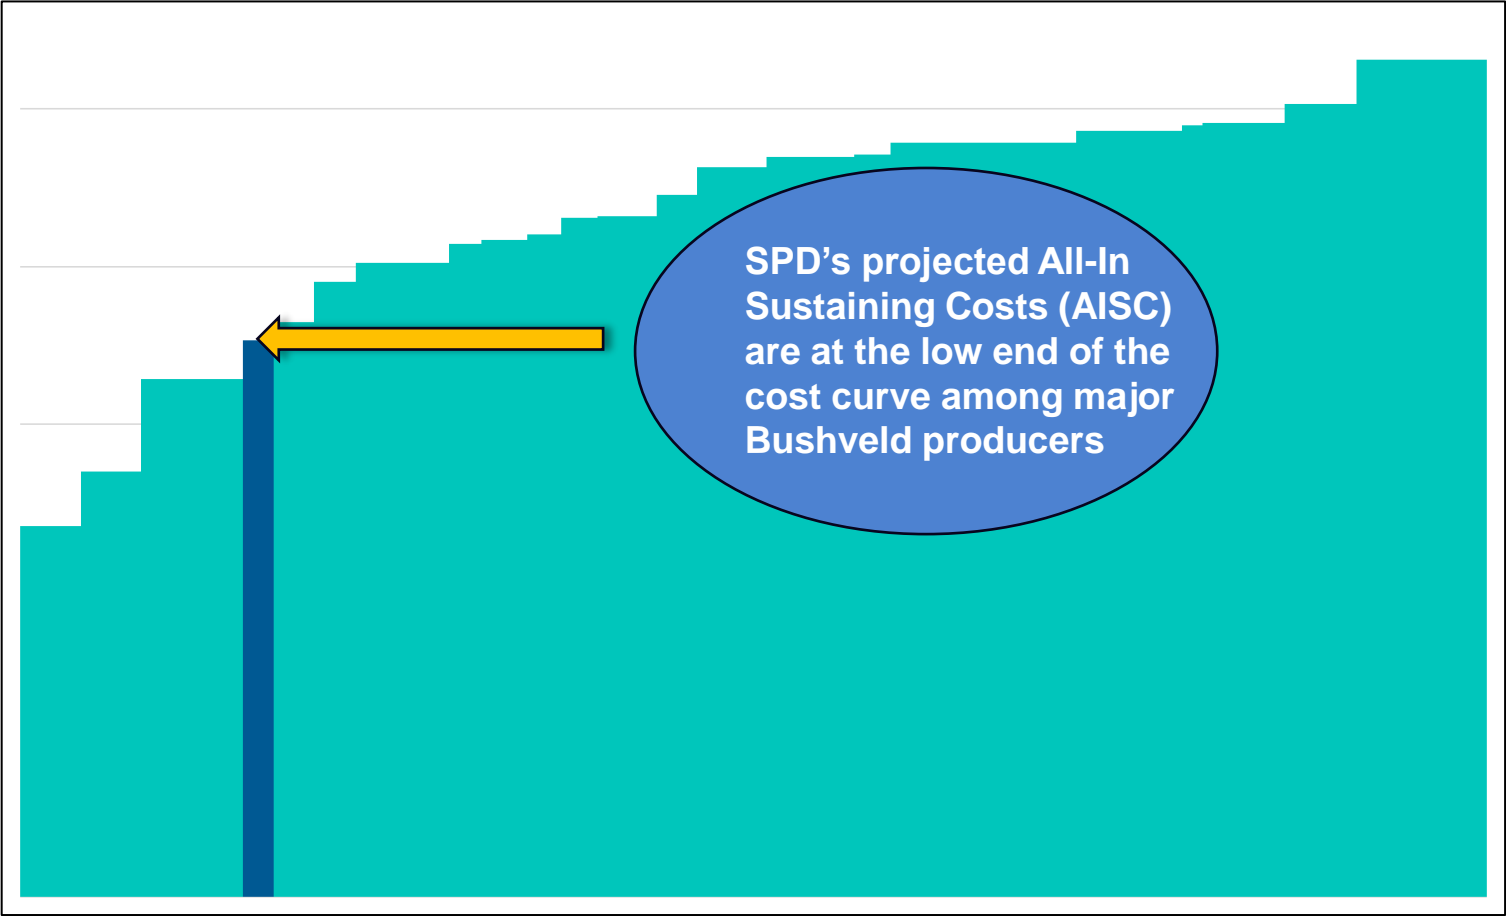 SPD’s projected All-In
Sustaining Costs (AISC)
are at the low end of the
cost curve among major
Bushveld producers